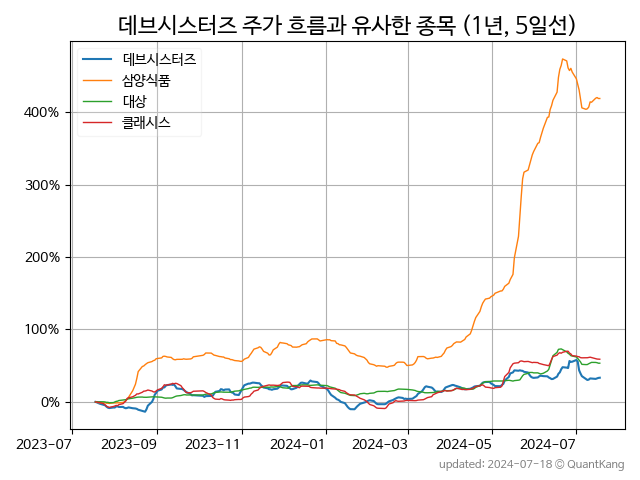 데브시스터즈 주가 흐름과 유사한 종목 (1년, 5일선)
데브시스터즈
삼양식품
대상
클래시스
400%
300%
200%
100%
0%
2023-07
2023-09
2023-11
2024-01
2024-03
2024-05
2024-07
updated: 2024-07-18 © QuantKang